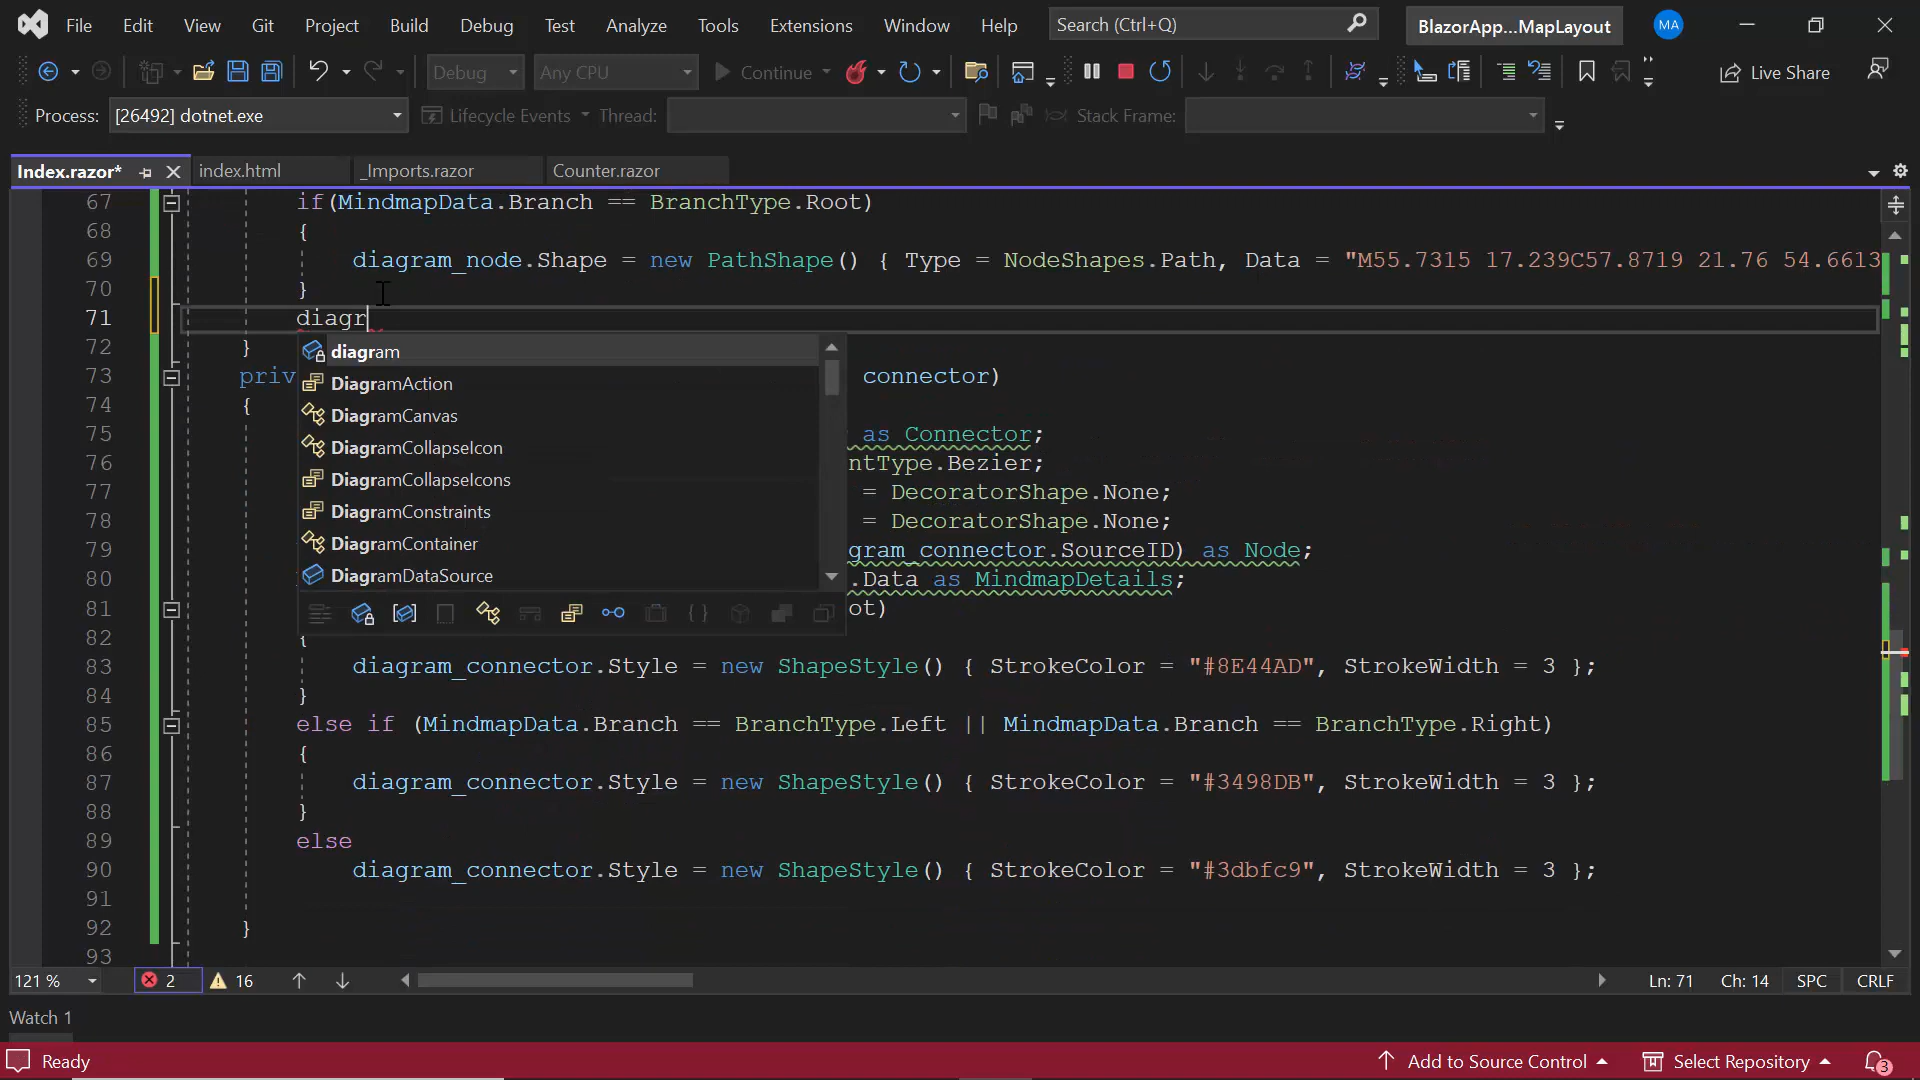 File Edit View Git Project Build Debug Test Analyze Tools Extensions Window Help Search (Ctrl+Q) BlazorApp...MapLayout MA
Debug Any CPU Continue Live Share
Process: [26492] dotnet.exe Lifecycle Events Thread: Stack Frame:
Index.razor* index.html _Imports.razor Counter.razor
67 if(MindmapData.Branch == BranchType.Root)
68 {
69 diagram_node.Shape = new PathShape() { Type = NodeShapes.Path, Data = "M55.7315 17.239C57.8719 21.76 54.6613
70 }
71 diagr
72 }
diagram
73 priv connector)
DiagramAction
74 {
DiagramCanvas
75 as Connector;
DiagramCollapseIcon
76 ntType.Bezier;
DiagramCollapseIcons
77 = DecoratorShape.None;
DiagramConstraints
78 = DecoratorShape.None;
DiagramContainer
79 gram_connector.SourceID) as Node;
DiagramDataSource
80 .Data as MindmapDetails;
81 ot)
82 {
83 diagram_connector.Style = new ShapeStyle() { StrokeColor = "#8E44AD", StrokeWidth = 3 };
84 }
85 else if (MindmapData.Branch == BranchType.Left || MindmapData.Branch == BranchType.Right)
86 {
87 diagram_connector.Style = new ShapeStyle() { StrokeColor = "#3498DB", StrokeWidth = 3 };
88 }
89 else
90 diagram_connector.Style = new ShapeStyle() { StrokeColor = "#3dbfc9", StrokeWidth = 3 };
91
92 }
93
121 % 2 16 Ln: 71 Ch: 14 SPC CRLF
Watch 1
Ready Add to Source Control Select Repository 3